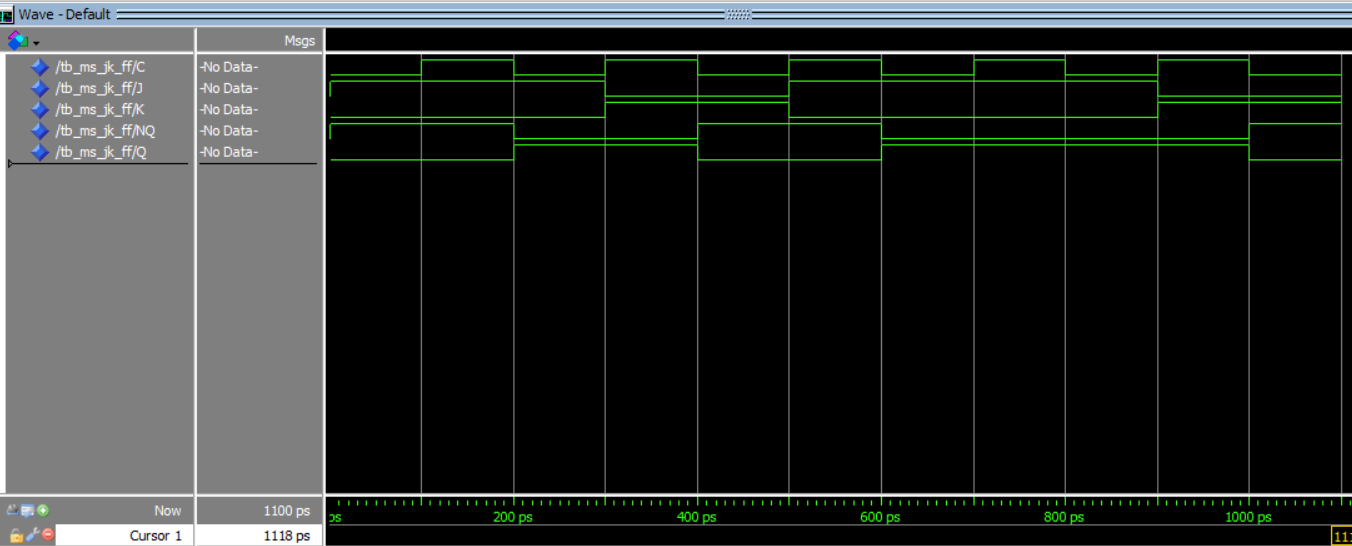 Wave - Default
Msgs
/tb_ms_jk_ff/C -No Data-
/tb_ms_jk_ff/J -No Data-
/tb_ms_jk_ff/K -No Data-
/tb_ms_jk_ff/NQ -No Data-
/tb_ms_jk_ff/Q -No Data-
Now 1100 ps
ps 200 ps 400 ps 600 ps 800 ps 1000 ps
Cursor 1 1118 ps